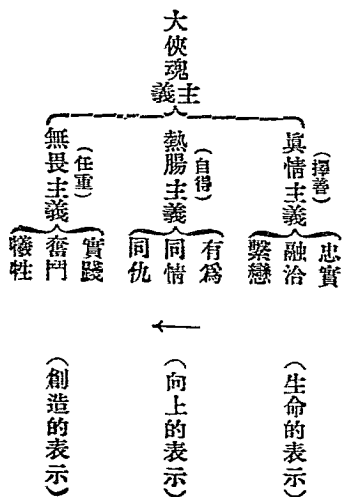 大俠魂主義
眞情主義
（擇善）
忠實
融洽
繫戀
（生命的表示）
熱腸主義
（自得）
有爲
同情
同仇
（向上的表示）
無畏主義
（任重）
實踐
奮鬥
犧牲
（創造的表示）